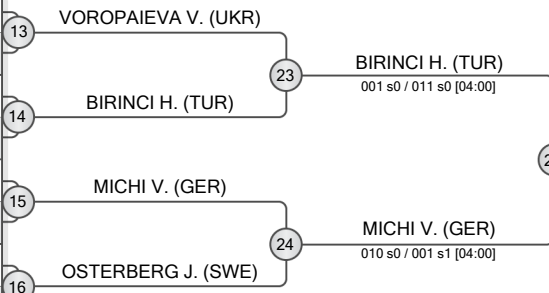 VOROPAIEVA V. (UKR)
13
23
BIRINCI H. (TUR)
001 s0 / 011 s0 [04:00]
BIRINCI H. (TUR)
14
MICHI V. (GER)
15
24
MICHI V. (GER)
010 s0 / 001 s1 [04:00]
OSTERBERG J. (SWE)
16